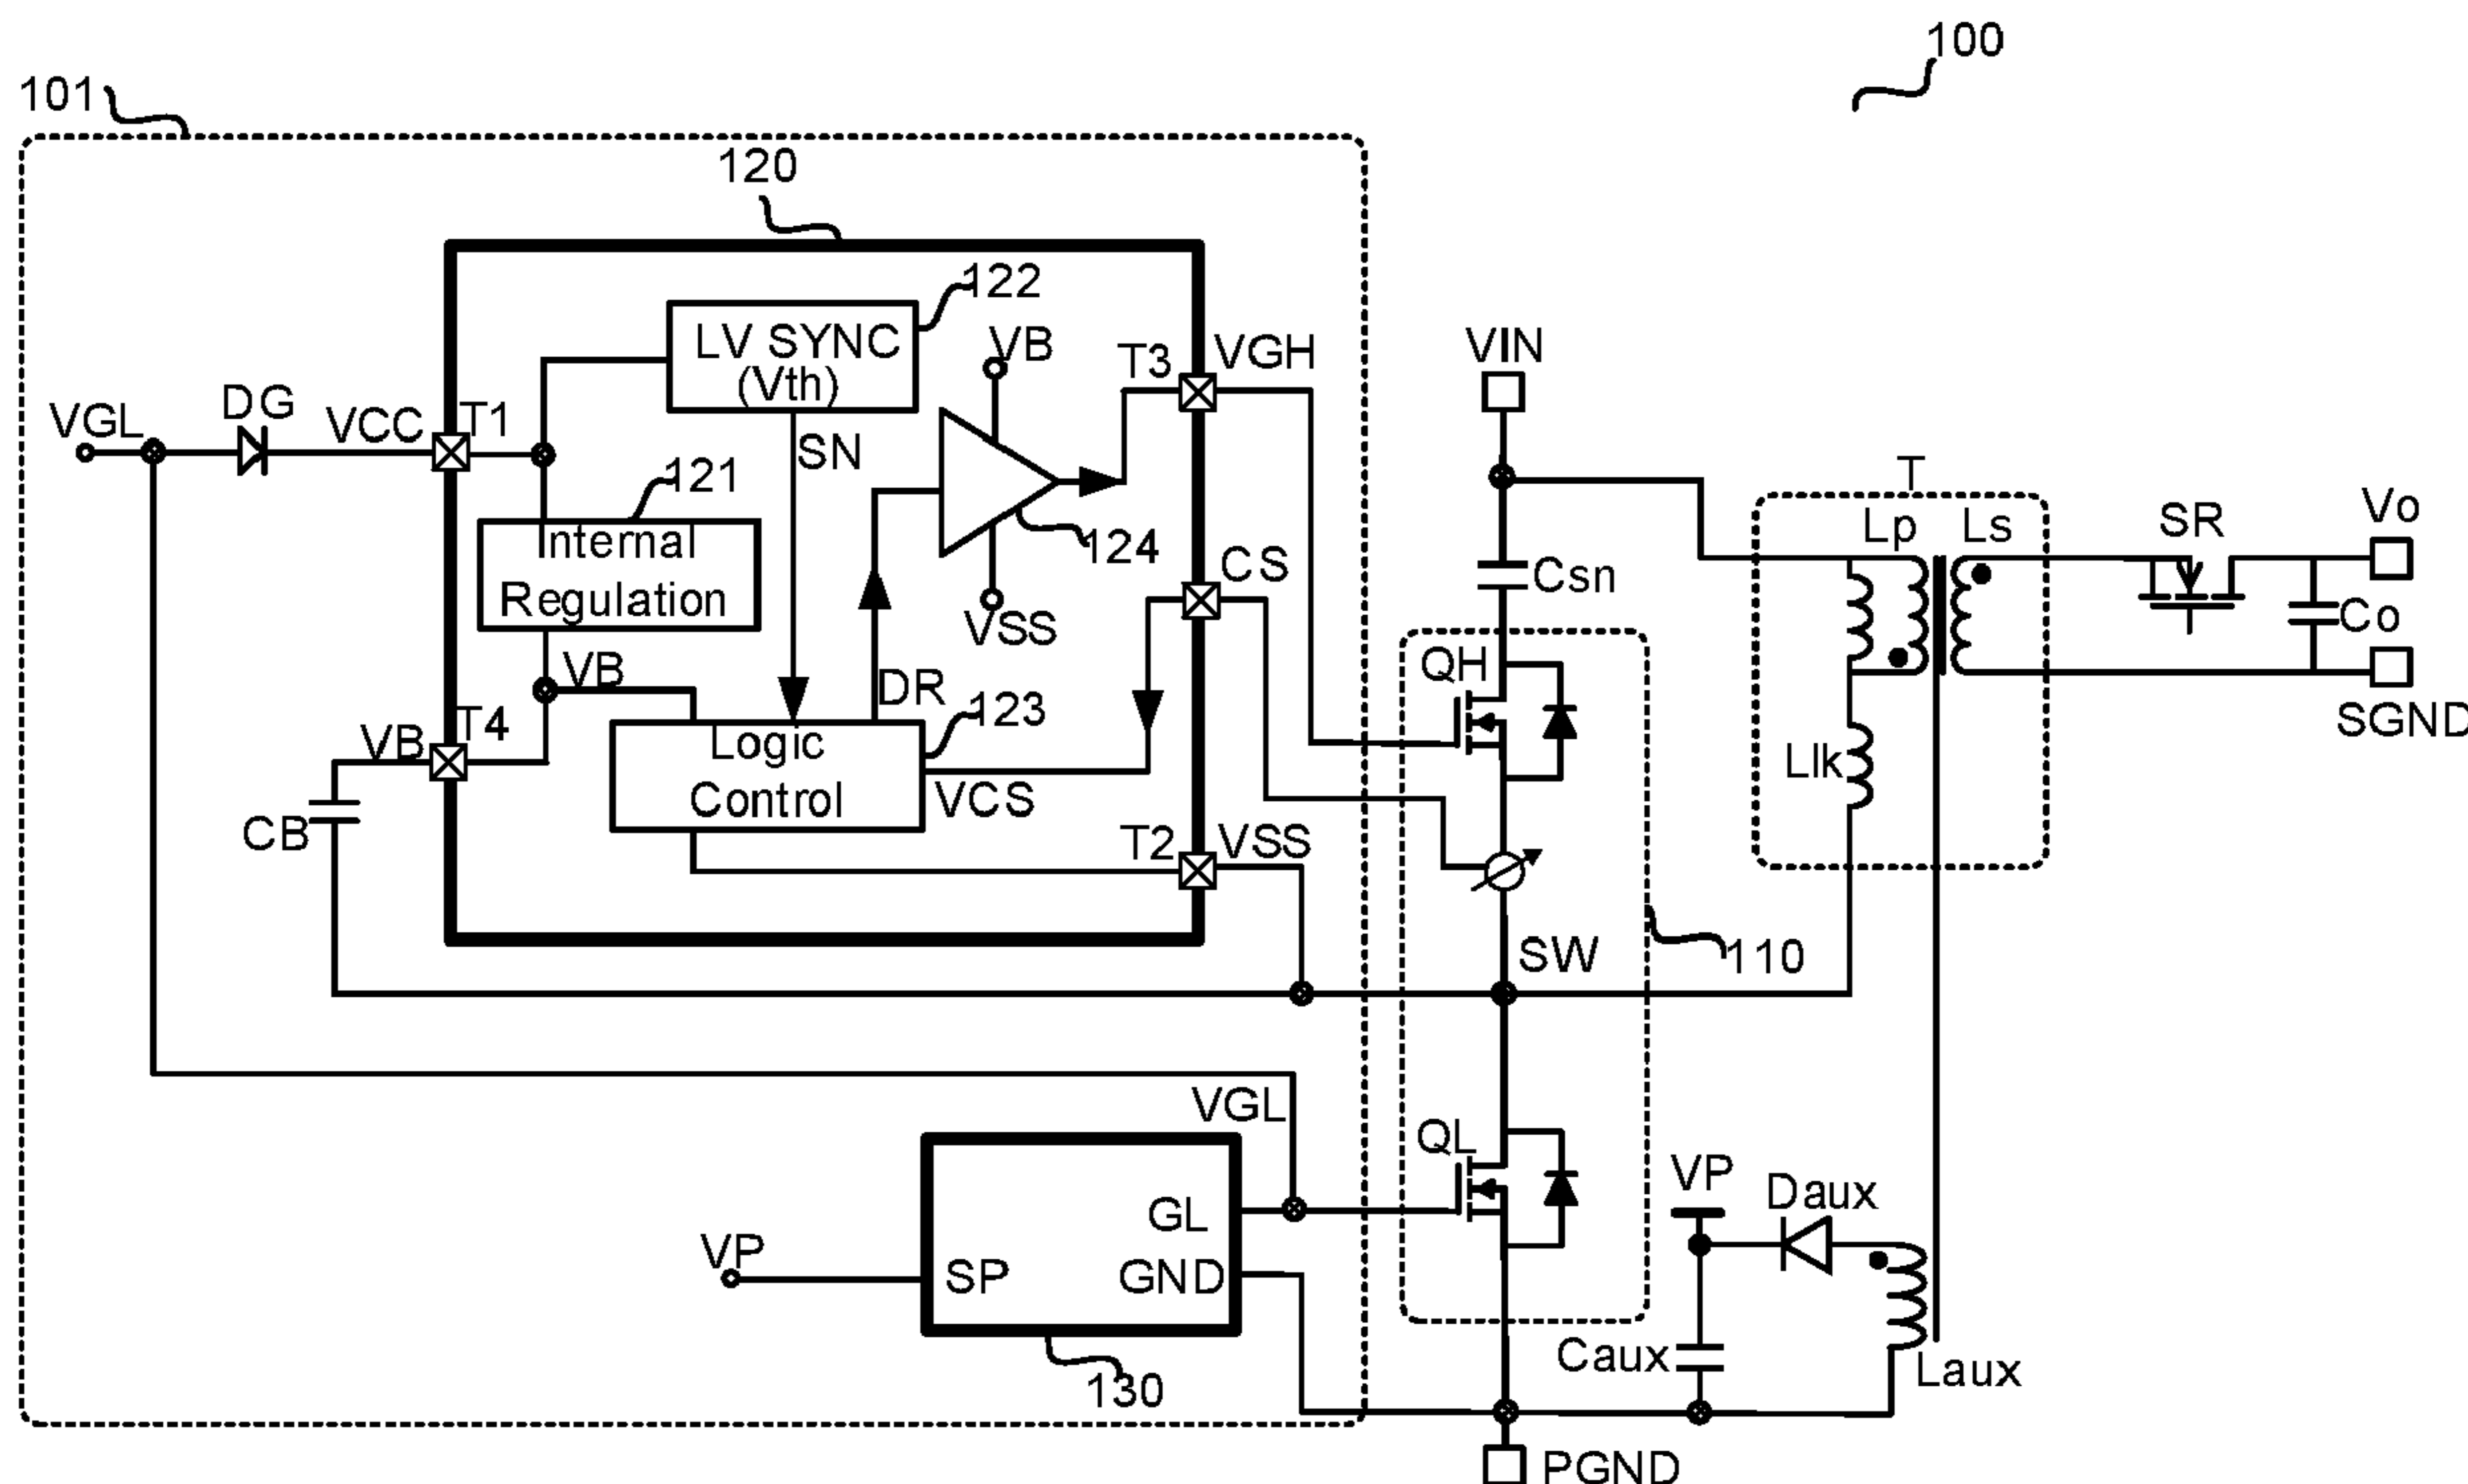 100
101
120
122
LV SYNC
(Vth)
VB
T3
VGH
VIN
VGL
DG
VCC
T1
SN
121
T
Internal
Regulation
124
CS
Csn
Lp
Ls
SR
Vo
VSS
Co
VB
DR
QH
VB
T4
123
SGND
Logic
Control
VCS
Llk
CB
T2
VSS
SW
110
VGL
QL
VP
Daux
VP
SP
GL
GND
130
Caux
Laux
PGND